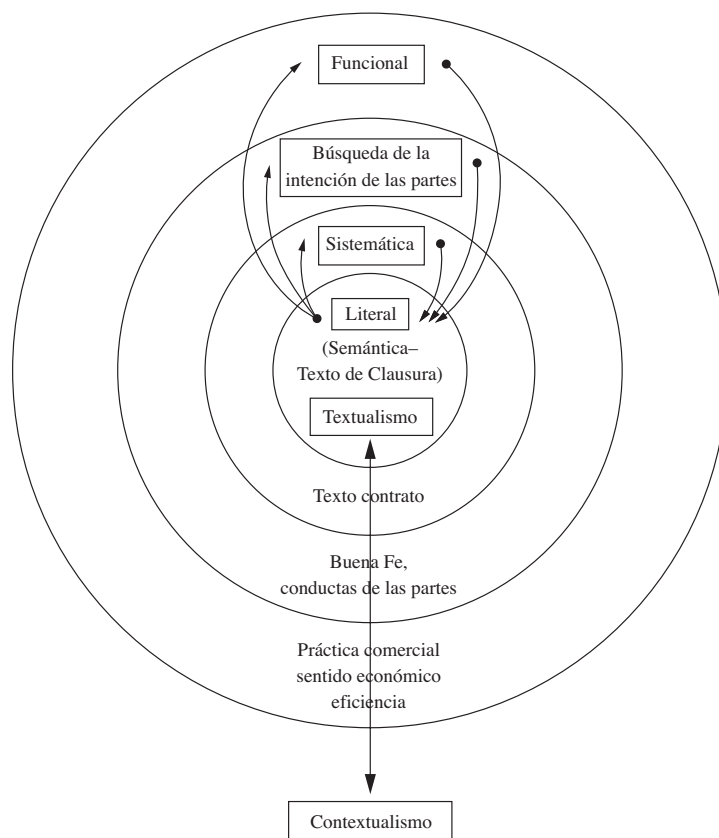 Funcional
Búsqueda de la
intención de las partes
Sistemática
Literal
(Semántica–
Texto de Clausura)
Textualismo
Texto contrato
Buena Fe,
conductas de las partes
Práctica comercial
sentido económico
eficiencia
Contextualismo